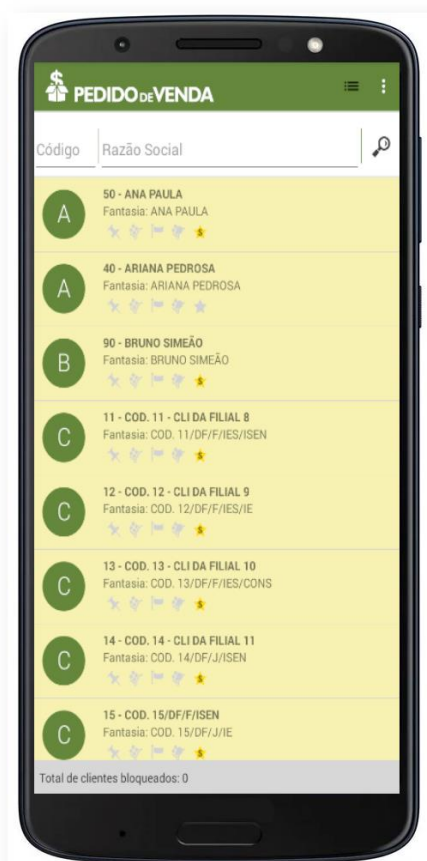 PEDIDO DE VENDA
Código Razão Social
A
50 - ANA PAULA
Fantasia: ANA PAULA
A
40 - ARIANA PEDROSA
Fantasia: ARIANA PEDROSA
B
90 - BRUNO SIMEÃO
Fantasia: BRUNO SIMEÃO
C
11 - COD. 11 - CLI DA FILIAL 8
Fantasia: COD. 11/DF/F/IES/ISEN
C
12 - COD. 12 - CLI DA FILIAL 9
Fantasia: COD. 12/DF/F/IES/IE
C
13 - COD. 13 - CLI DA FILIAL 10
Fantasia: COD. 13/DF/F/IES/CONS
C
14 - COD. 14 - CLI DA FILIAL 11
Fantasia: COD. 14/DF/J/ISEN
C
15 - COD. 15/DF/F/ISEN
Fantasia: COD. 15/DF/J/IE
Total de clientes bloqueados: 0